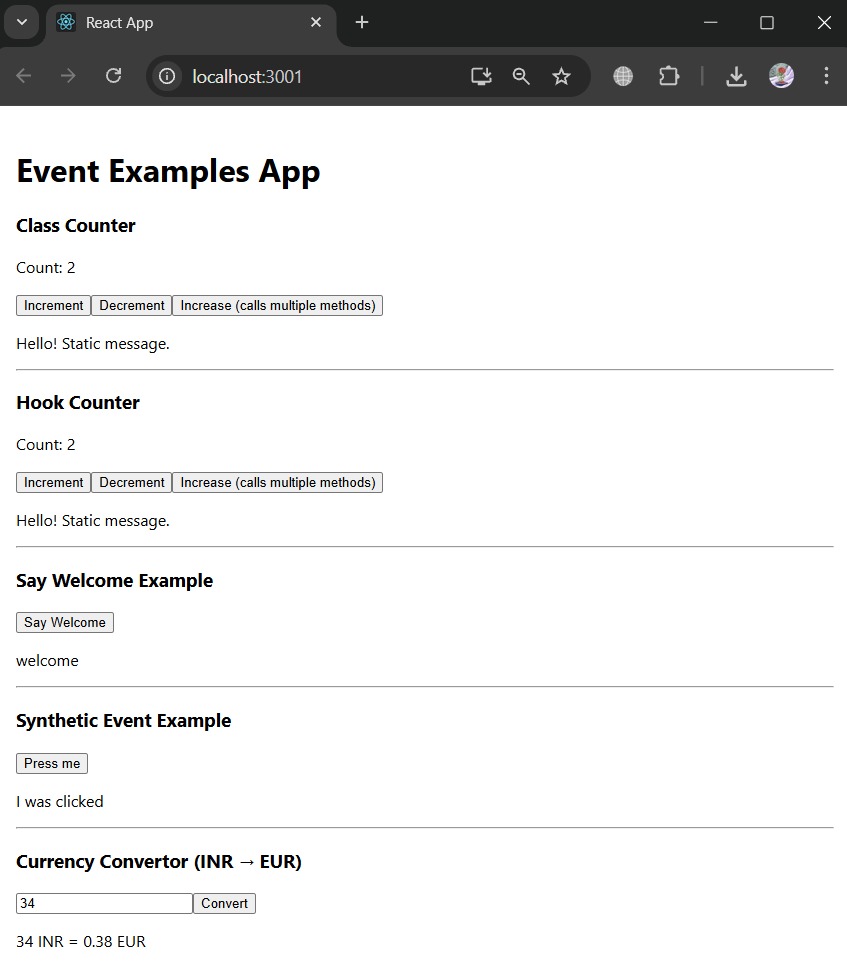 React App
localhost:3001
Event Examples App
Class Counter
Count: 2
Increment Decrement Increase (calls multiple methods)
Hello! Static message.
Hook Counter
Count: 2
Increment Decrement Increase (calls multiple methods)
Hello! Static message.
Say Welcome Example
Say Welcome
welcome
Synthetic Event Example
Press me
I was clicked
Currency Convertor (INR → EUR)
34 Convert
34 INR = 0.38 EUR